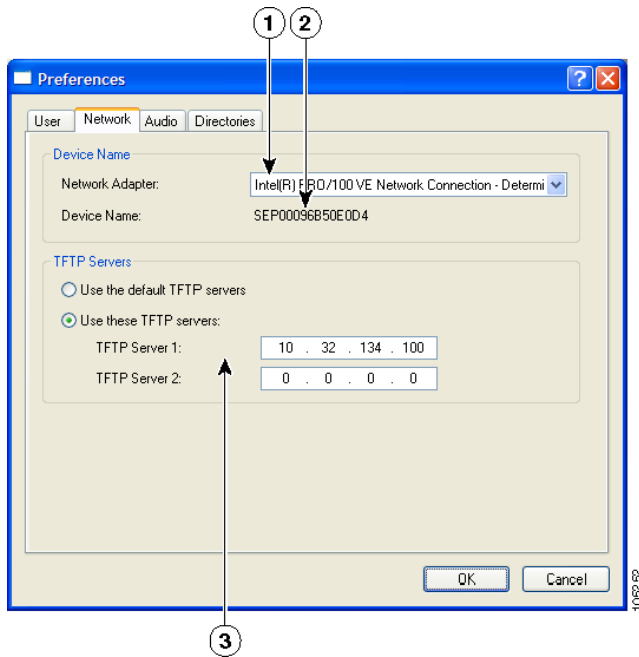 1 2
Preferences
User Network Audio Directories
Device Name
Network Adapter: Intel(R) PRO/100 VE Network Connection - Determi
Device Name: SEP00096B50E0D4
TFTP Servers
Use the default TFTP servers
Use these TFTP servers:
TFTP Server 1: 10 . 32 . 134 . 100
TFTP Server 2: 0 . 0 . 0 . 0
OK Cancel
3